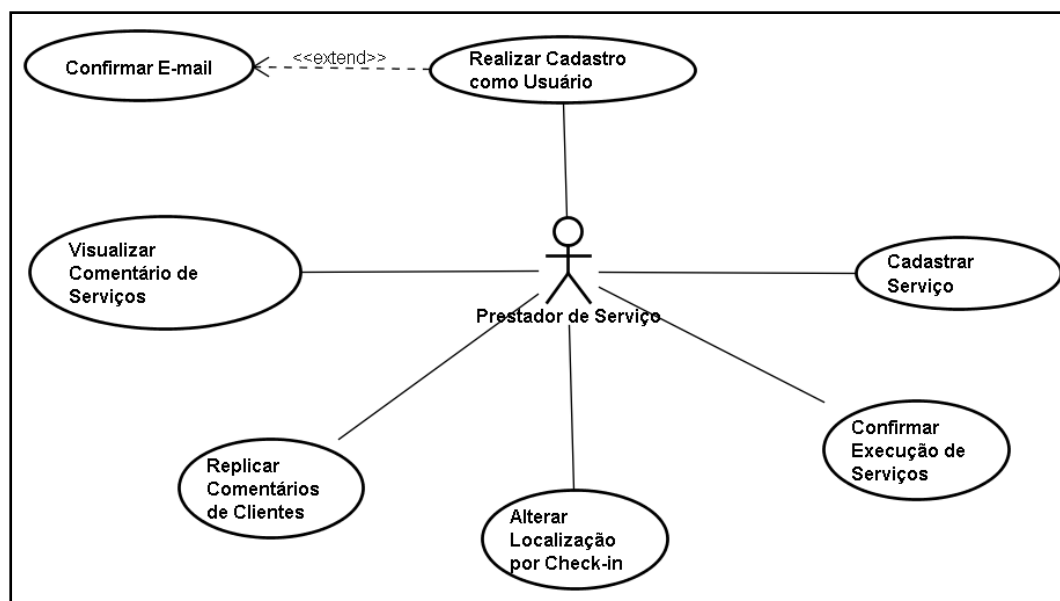 Confirmar E-mail
<<extend>>
Realizar Cadastro
como Usuário
Visualizar
Comentário de
Serviços
Prestador de Serviço
Cadastrar
Serviço
Replicar
Comentários
de Clientes
Alterar
Localização
por Check-in
Confirmar
Execução de
Serviços